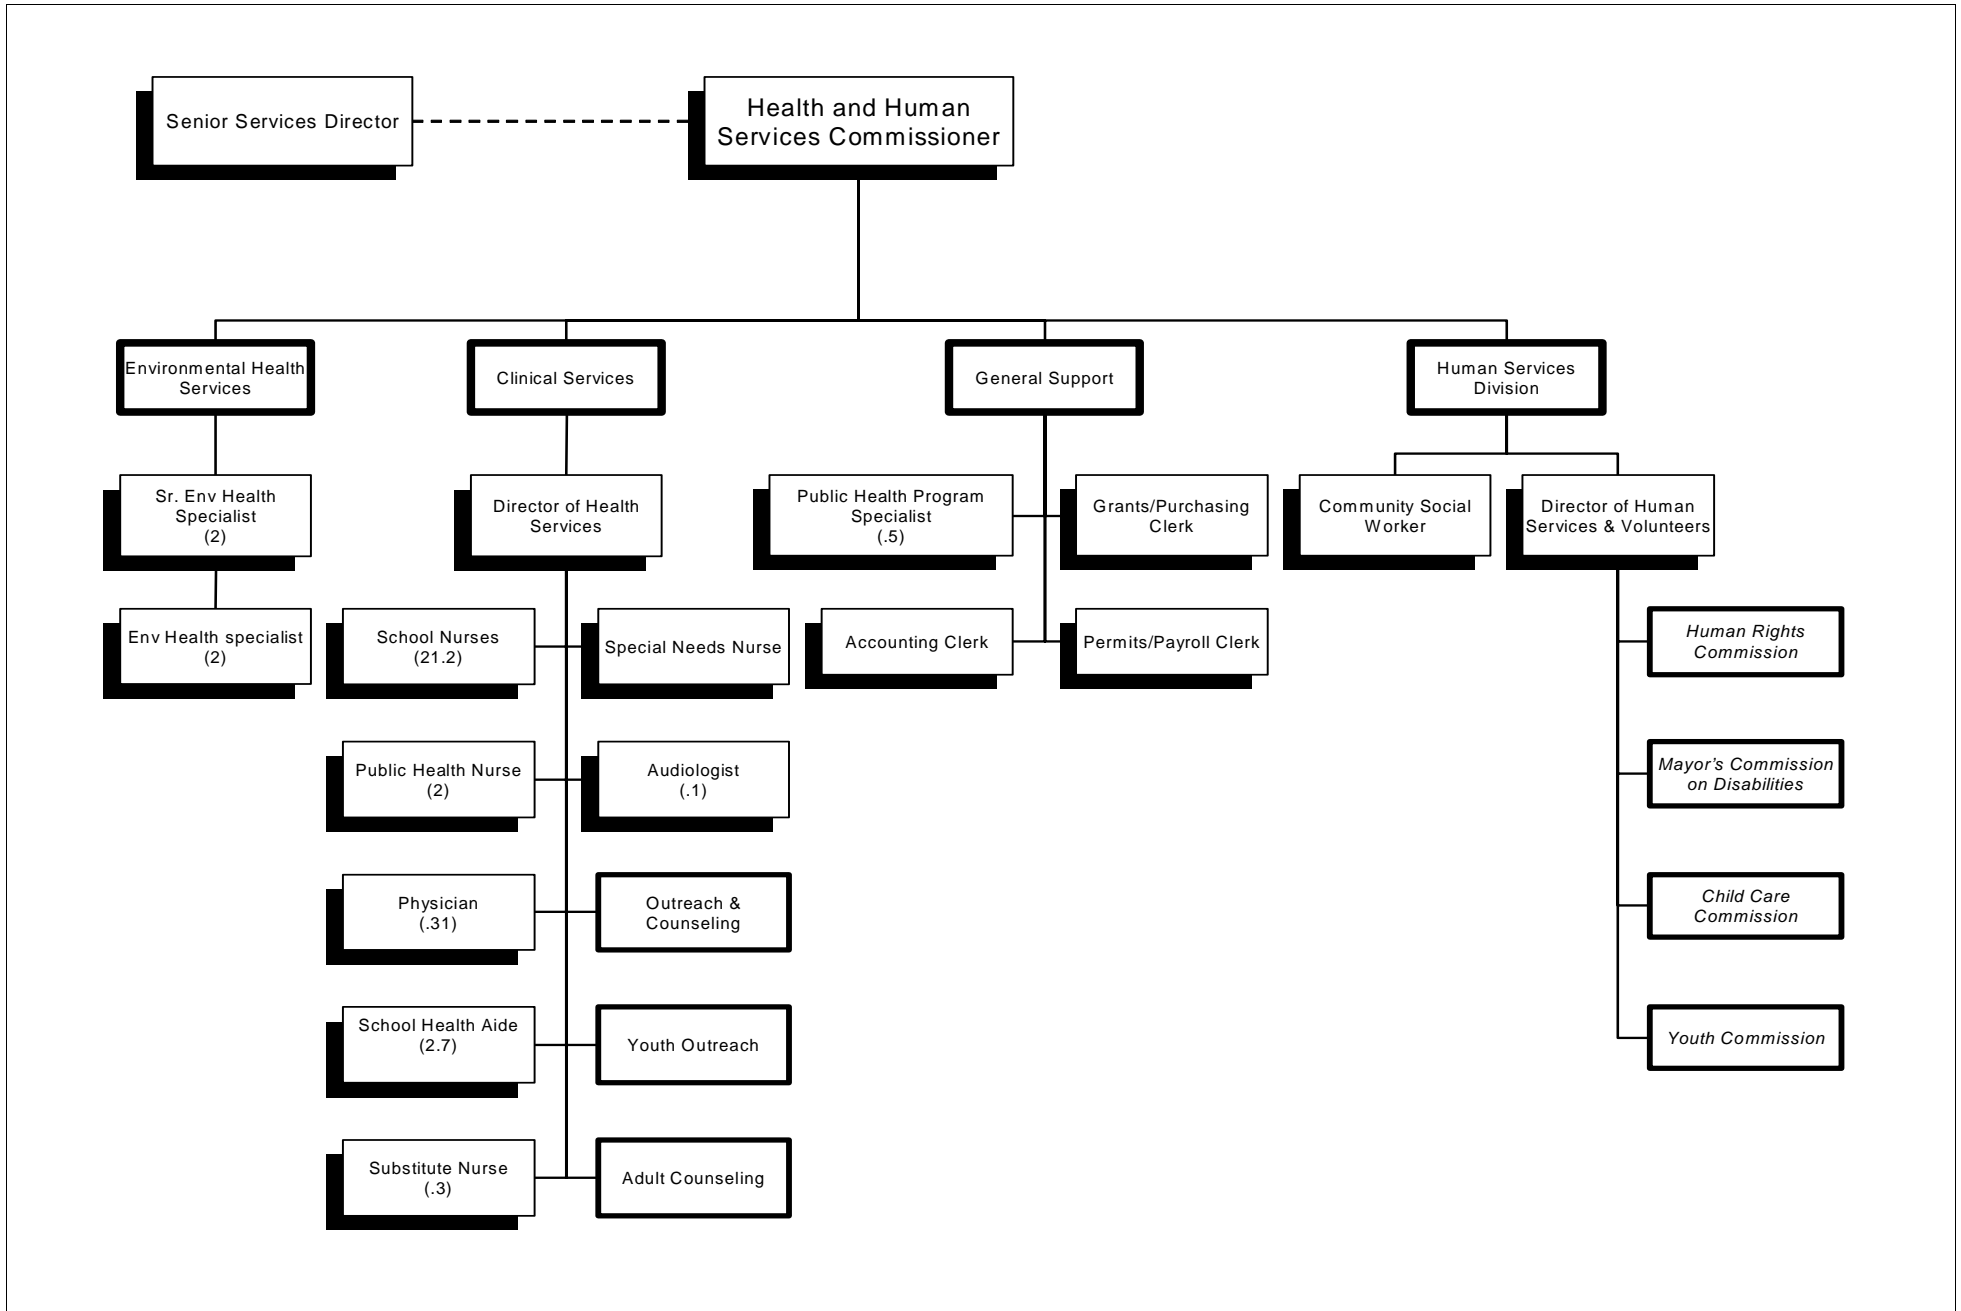 Senior Services Director
Health and Human
Services Commissioner
Environmental Health
Services
Clinical Services
General Support
Human Services
Division
Sr. Env Health
Specialist
(2)
Director of Health
Services
Public Health Program
Specialist
(.5)
Grants/Purchasing
Clerk
Community Social
Worker
Director of Human
Services & Volunteers
Env Health specialist
(2)
School Nurses
(21.2)
Special Needs Nurse
Accounting Clerk
Permits/Payroll Clerk
Human Rights
Commission
Public Health Nurse
(2)
Audiologist
(.1)
Mayor's Commission
on Disabilities
Physician
(.31)
Outreach &
Counseling
Child Care
Commission
School Health Aide
(2.7)
Youth Outreach
Youth Commission
Substitute Nurse
(.3)
Adult Counseling